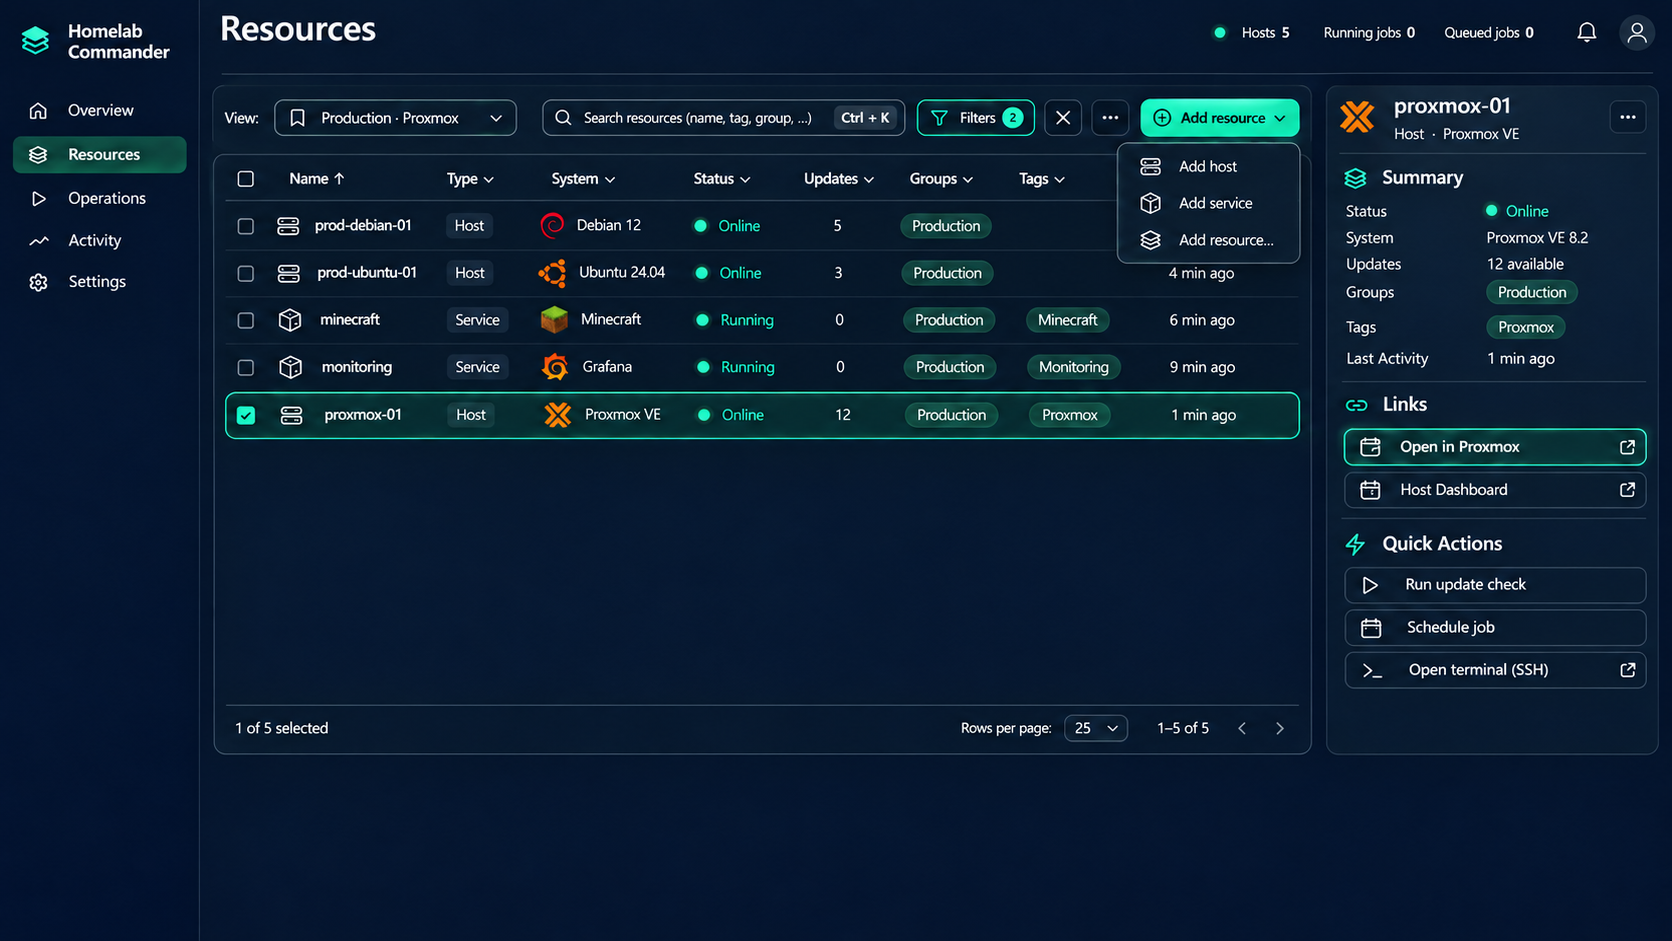 Homelab
Commander
Overview
Resources
Operations
Activity
Settings
Resources
Hosts 5 Running jobs 0 Queued jobs 0
View: Production · Proxmox Search resources (name, tag, group, ...) Ctrl + K Filters 2 Add resource
Add host
Add service
Add resource...
Name ↑ Type System Status Updates Groups Tags
prod-debian-01 Host Debian 12 Online 5 Production
prod-ubuntu-01 Host Ubuntu 24.04 Online 3 Production 4 min ago
minecraft Service Minecraft Running 0 Production Minecraft 6 min ago
monitoring Service Grafana Running 0 Production Monitoring 9 min ago
proxmox-01 Host Proxmox VE Online 12 Production Proxmox 1 min ago
1 of 5 selected Rows per page: 25 1–5 of 5
proxmox-01
Host · Proxmox VE
Summary
Status Online
System Proxmox VE 8.2
Updates 12 available
Groups Production
Tags Proxmox
Last Activity 1 min ago
Links
Open in Proxmox
Host Dashboard
Quick Actions
Run update check
Schedule job
Open terminal (SSH)